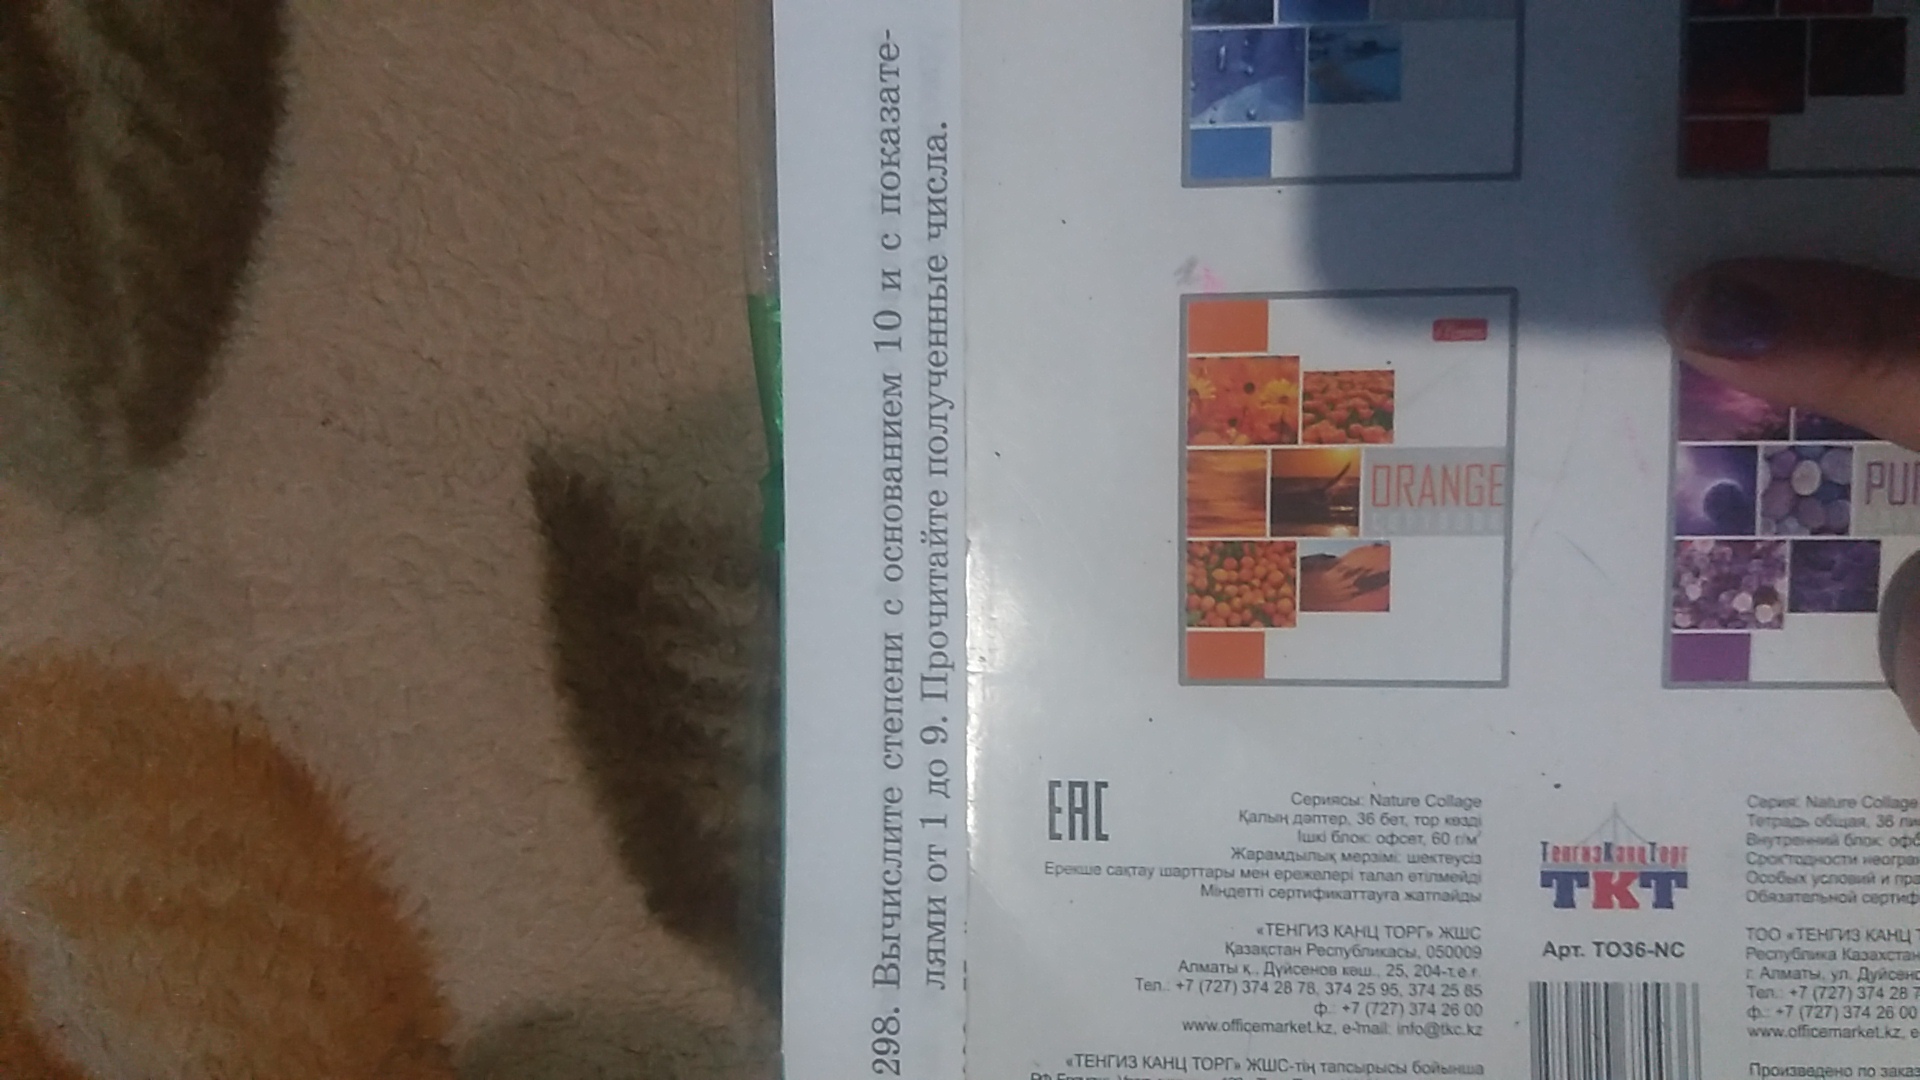 298. Вычислите степени с основанием 10 и с показате-
лями от 1 до 9. Прочитайте полученные числа.
ORANGE
EAC
Сериясы: Nature Collage
Қалың дәптер, 36 бет, тор көзді
Ішкі блок: офсет, 60 г/м²
Жарамдылық мерзімі: шектеусіз
Ерекше сақтау шарттары мен ережелері талап етілмейді
Міндетті сертификаттауға жатпайды
«ТЕНГИЗ КАНЦ ТОРГ» ЖШС
Қазақстан Республикасы, 050009
Алматы қ., Дүйсенов көш., 25, 204-т.е.ғ.
Тел.: +7 (727) 374 28 78, 374 25 95, 374 25 85
ф.: +7 (727) 374 26 00
www.officemarket.kz, e-mail: info@tkc.kz
«ТЕНГИЗ КАНЦ ТОРГ» ЖШС-тің тапсырысы бойынша
ТенгизКанцТорг
ТКТ
Арт. ТО36-NC
PUR
Серия: Nature Collage
Тетрадь общая, 36
Внутренний блок:
Срок годности
Особых условий и
Обязательной
ТОО «ТЕНГИЗ КАНЦ
Республика Казахстан
г. Алматы, ул.
Тел.: +7 (727) 374 28 7
ф.: +7 (727) 374 26 00
www.officemarket.kz,
Произведено по